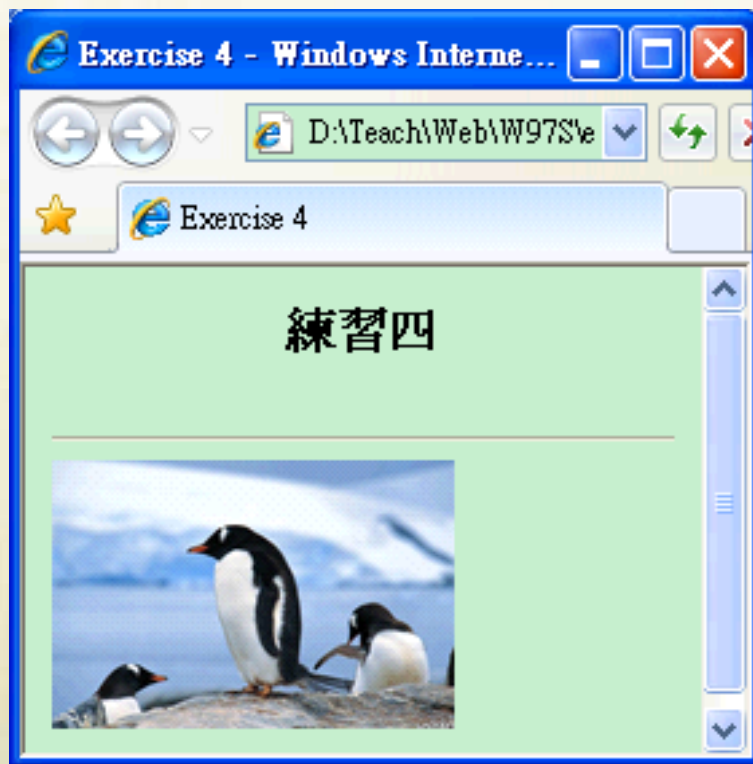 Exercise 4 - Windows Interne...
D:\Teach\Web\W97S\e
Exercise 4
練習四